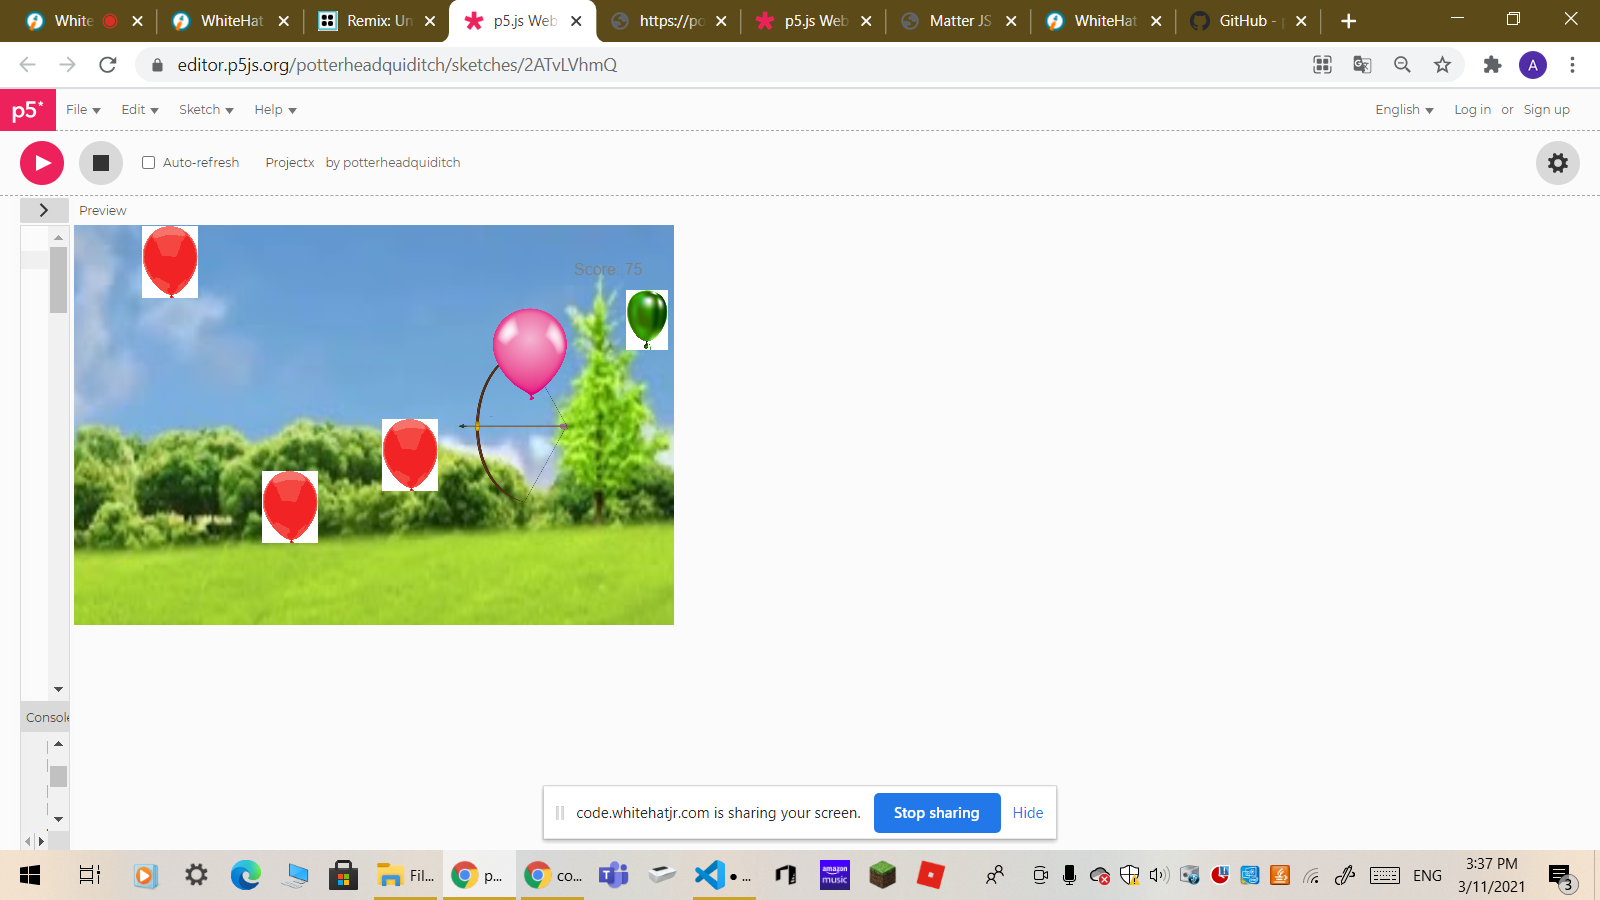 White
WhiteHat
Remix: Un
p5.js Web
https://po
p5.js Web
Matter JS
WhiteHat
GitHub - p
editor.p5js.org/potterheadquiditch/sketches/2ATvLVhmQ
A
p5*
File
Edit
Sketch
Help
English
Log in or Sign up
Auto-refresh
Projectx by potterheadquiditch
Preview
Score: 75
Console
code.whitehatjr.com is sharing your screen.
Stop sharing
Hide
Fil...
p...
co...
...
amazon music
ENG
3:37 PM
3/11/2021
3